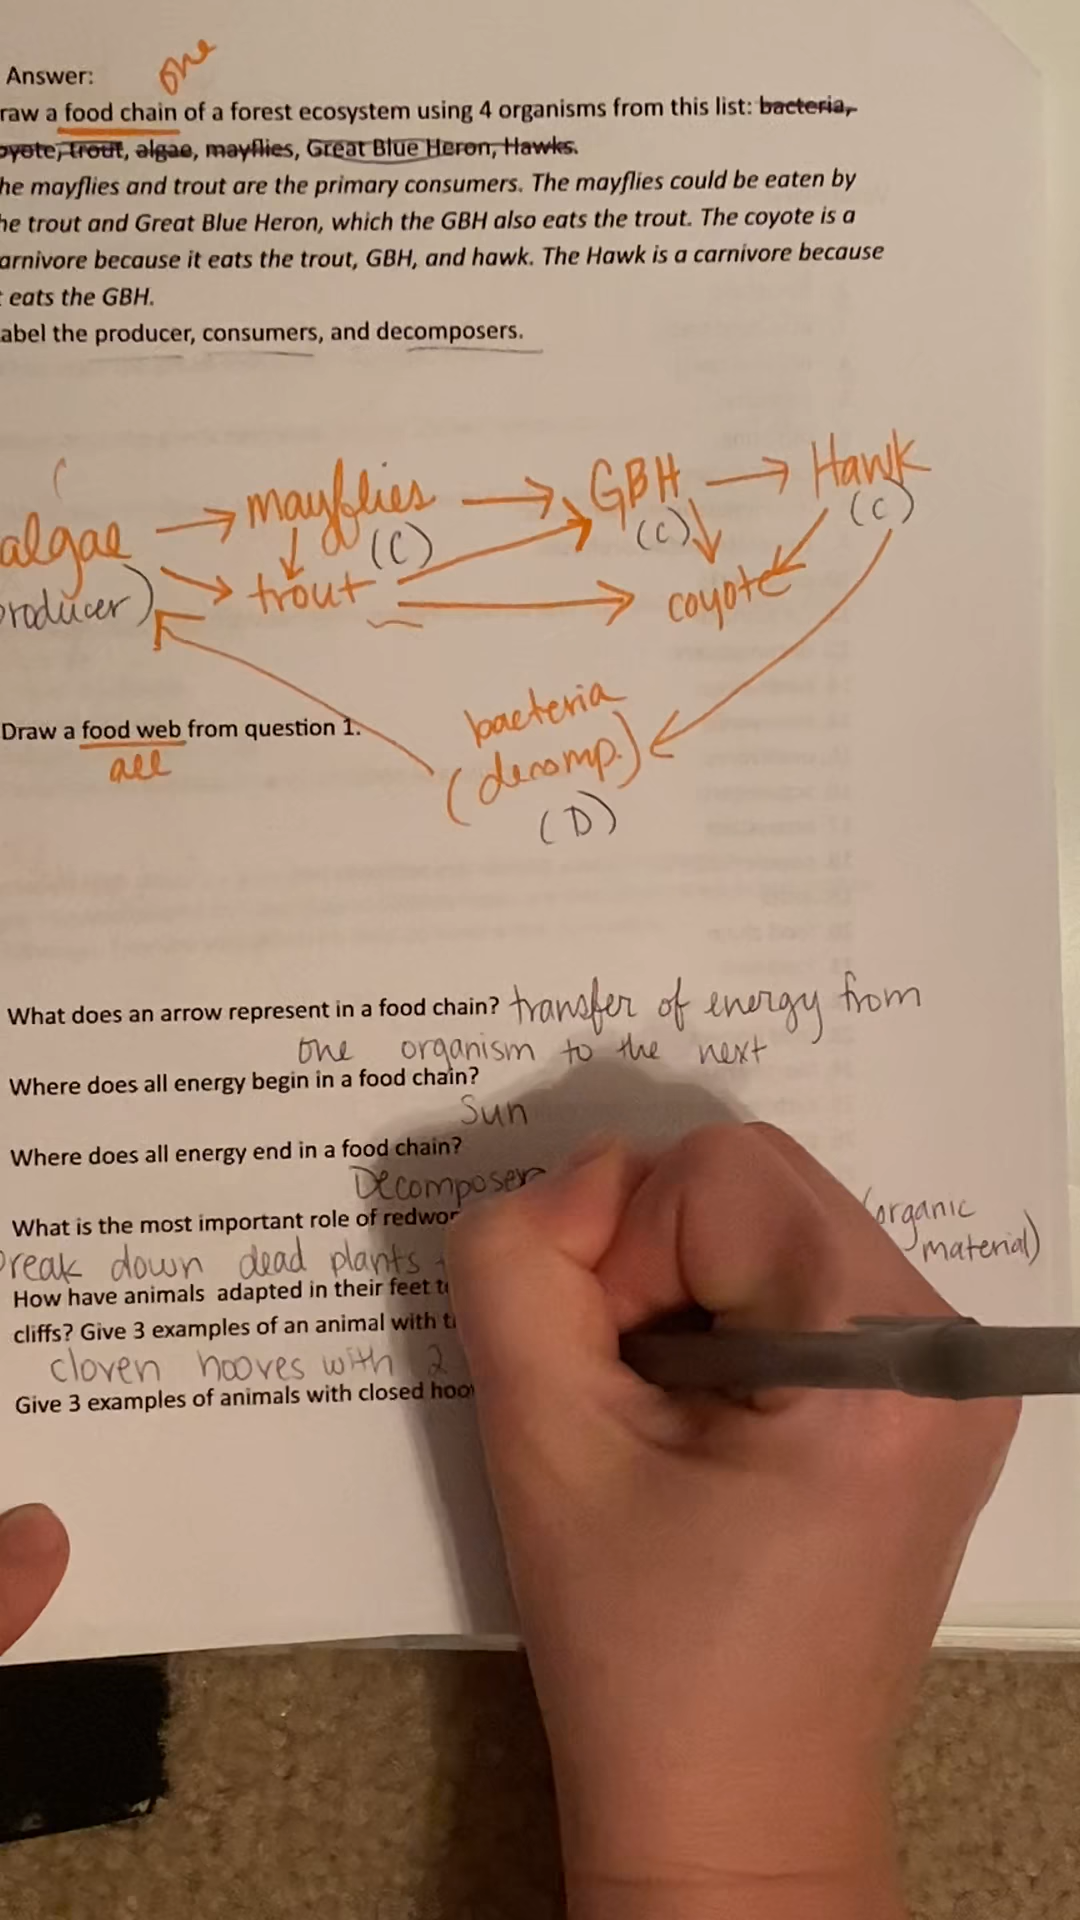 Answer:
one
raw a food chain of a forest ecosystem using 4 organisms from this list: bacteria,
oyote, trout, algae, mayflies, Great Blue Heron, Hawks.
he mayflies and trout are the primary consumers. The mayflies could be eaten by
he trout and Great Blue Heron, which the GBH also eats the trout. The coyote is a
arnivore because it eats the trout, GBH, and hawk. The Hawk is a carnivore because
t eats the GBH.
abel the producer, consumers, and decomposers.
algae → mayflies → GBH → Hawk
(C) (C) (C)
roducer) trout coyote
bacteria
(decomp.)
(D)
Draw a food web from question 1.
all
What does an arrow represent in a food chain? transfer of energy from
one organism to the next
Where does all energy begin in a food chain?
Sun
Where does all energy end in a food chain?
Decomposer
What is the most important role of redwor
(organic
material)
reak down dead plants
How have animals adapted in their feet t
cliffs? Give 3 examples of an animal with t
cloven hooves with 2
Give 3 examples of animals with closed hoo